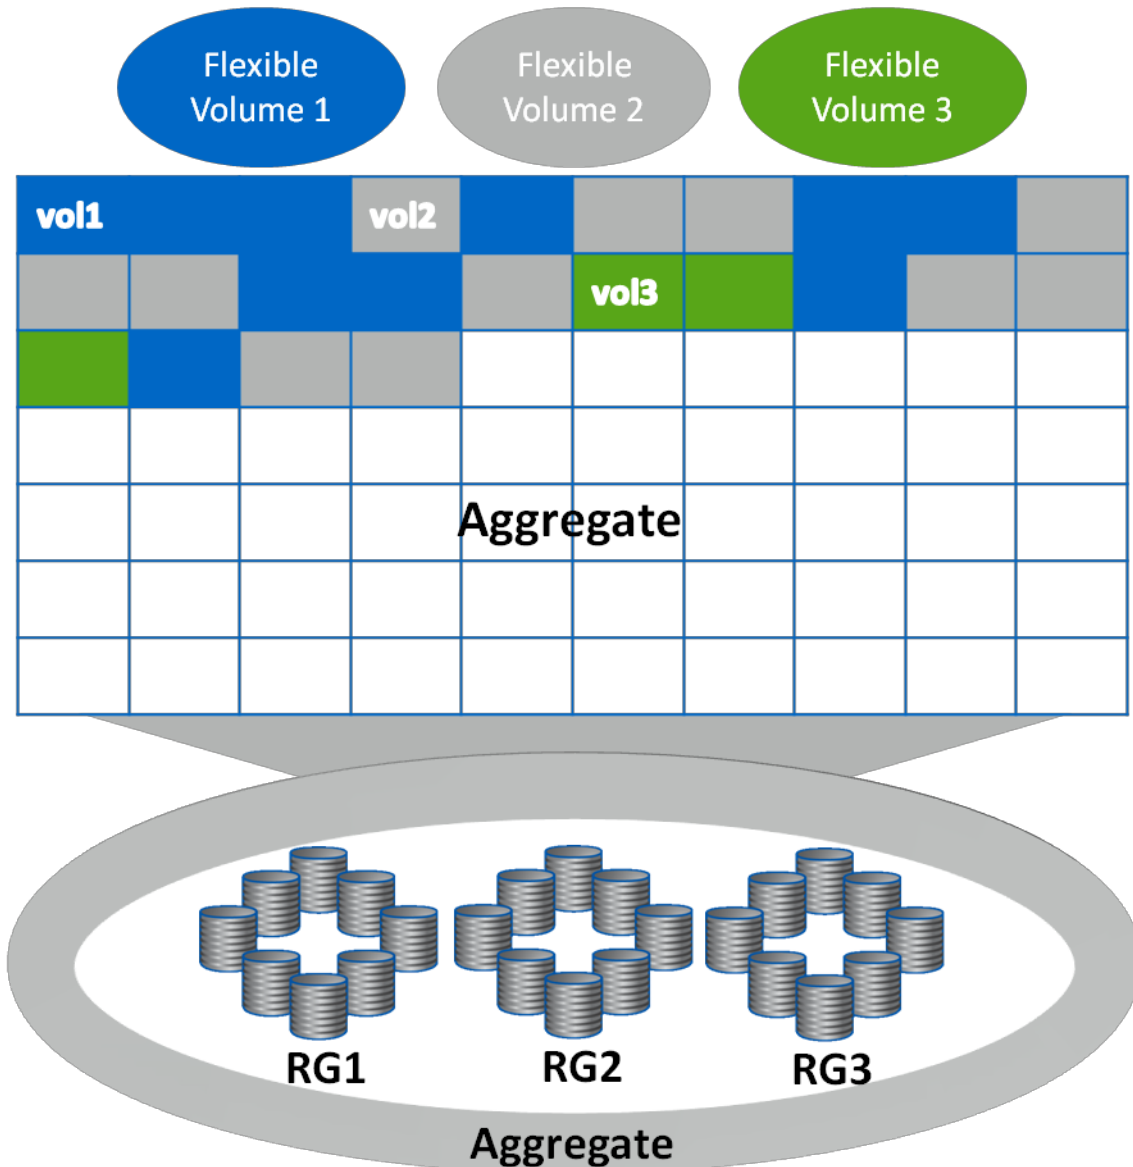 Flexible
Volume 1
Flexible
Volume 2
Flexible
Volume 3
vol1
vol2
vol3
Aggregate
RG1
RG2
RG3
Aggregate